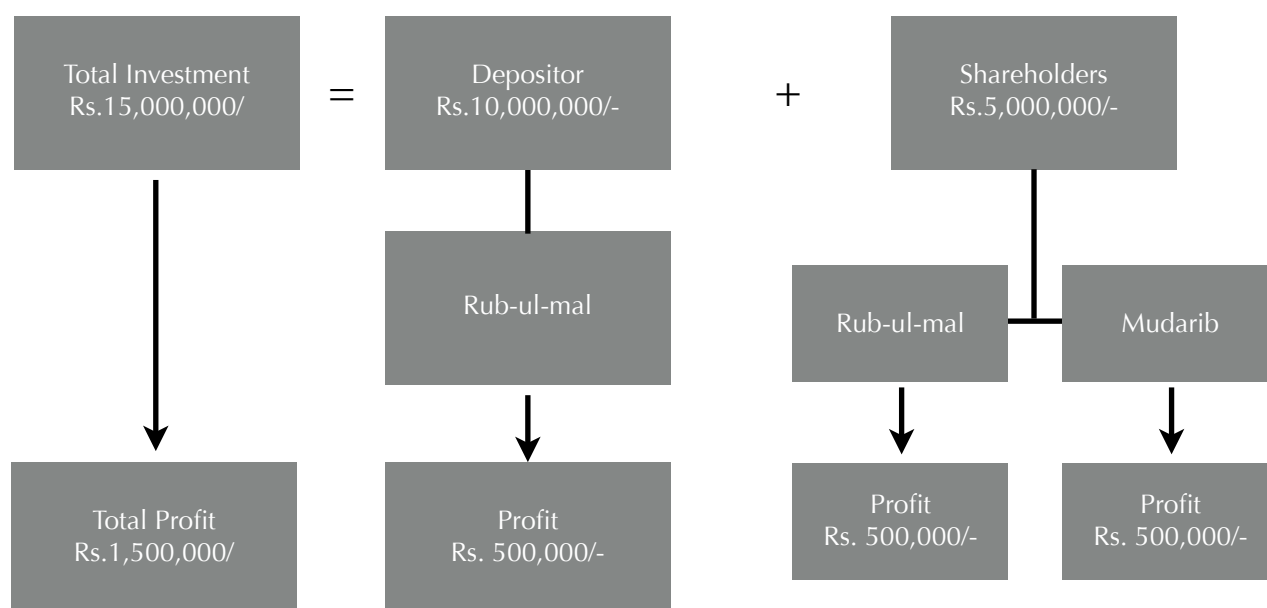 Total Investment
Rs.15,000,000/
=
Depositor
Rs.10,000,000/-
+
Shareholders
Rs.5,000,000/-
Rub-ul-mal
Rub-ul-mal
Mudarib
Total Profit
Rs.1,500,000/
Profit
Rs. 500,000/-
Profit
Rs. 500,000/-
Profit
Rs. 500,000/-